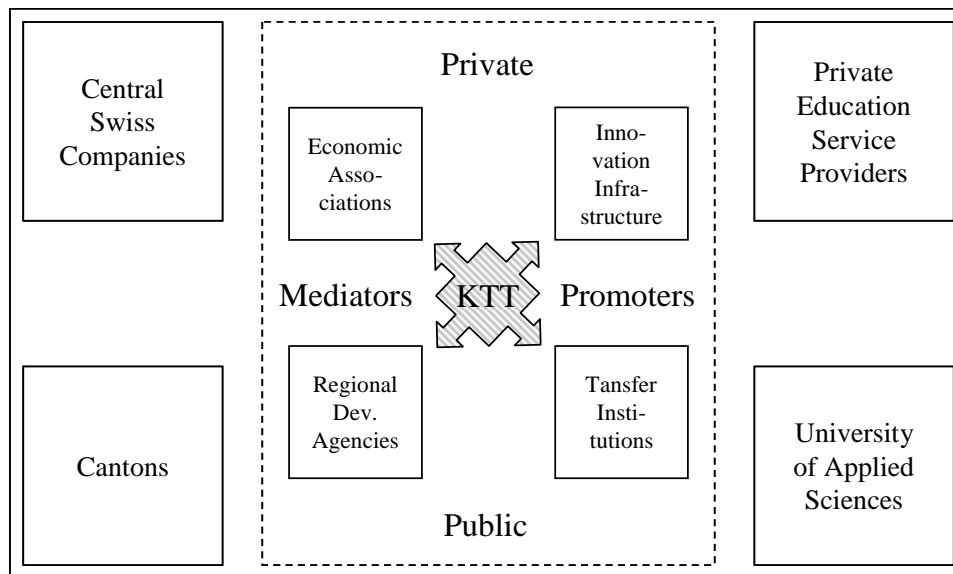 Central
Swiss
Companies
Private
Private
Education
Service
Providers
Economic
Asso-
ciations
Inno-
vation
Infra-
structure
Mediators
KTT
Promoters
Regional
Dev.
Agencies
Tansfer
Insti-
tutions
Cantons
Public
University
of Applied
Sciences